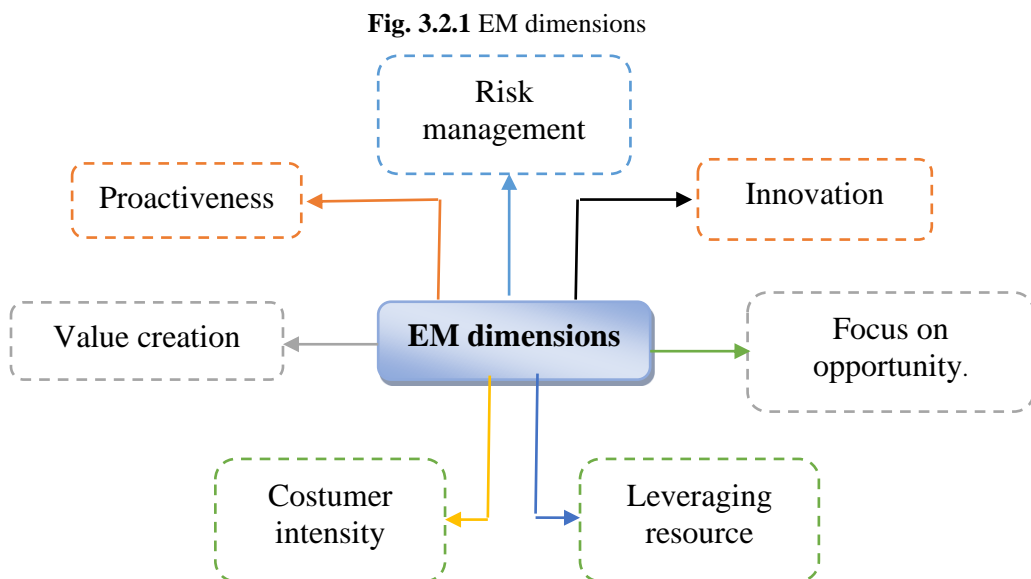 Fig. 3.2.1 EM dimensions
Risk
management
Proactiveness
Innovation
Value creation
EM dimensions
Focus on
opportunity.
Costumer
intensity
Leveraging
resource